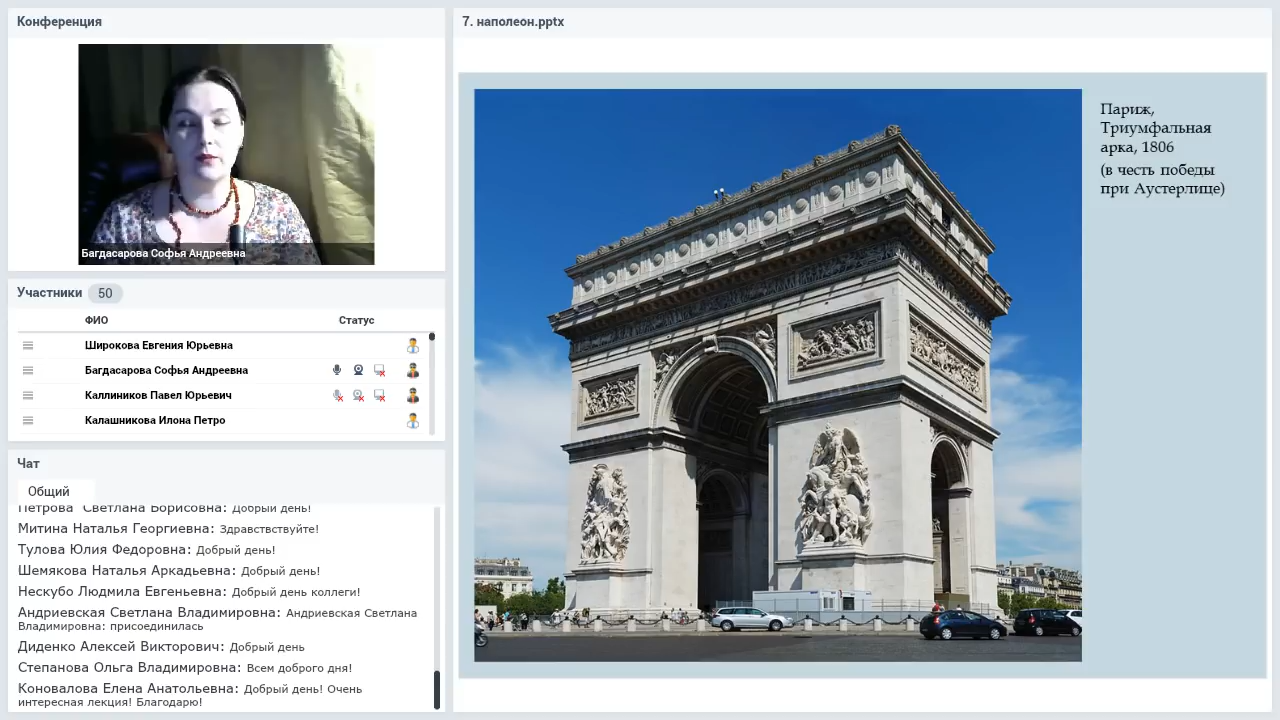 Конференция
Багдасарова Софья Андреевна
Участники 50
ФИО Статус
Широкова Евгения Юрьевна
Багдасарова Софья Андреевна
Каллиников Павел Юрьевич
Калашникова Илона Петро
Чат
Общий
Петрова Светлана Борисовна: Добрый день!
Митина Наталья Георгиевна: Здравствствуйте!
Тулова Юлия Федоровна: Добрый день!
Шемякова Наталья Аркадьевна: Добрый день!
Нескубо Людмила Евгеньевна: Добрый день коллеги!
Андриевская Светлана Владимировна: Андриевская Светлана
Владимировна: присоединилась
Диденко Алексей Викторович: Добрый день
Степанова Ольга Владимировна: Всем доброго дня!
Коновалова Елена Анатольевна: Добрый день! Очень
интересная лекция! Благодарю!
7. наполеон.pptx
Париж,
Триумфальная
арка, 1806
(в честь победы
при Аустерлице)